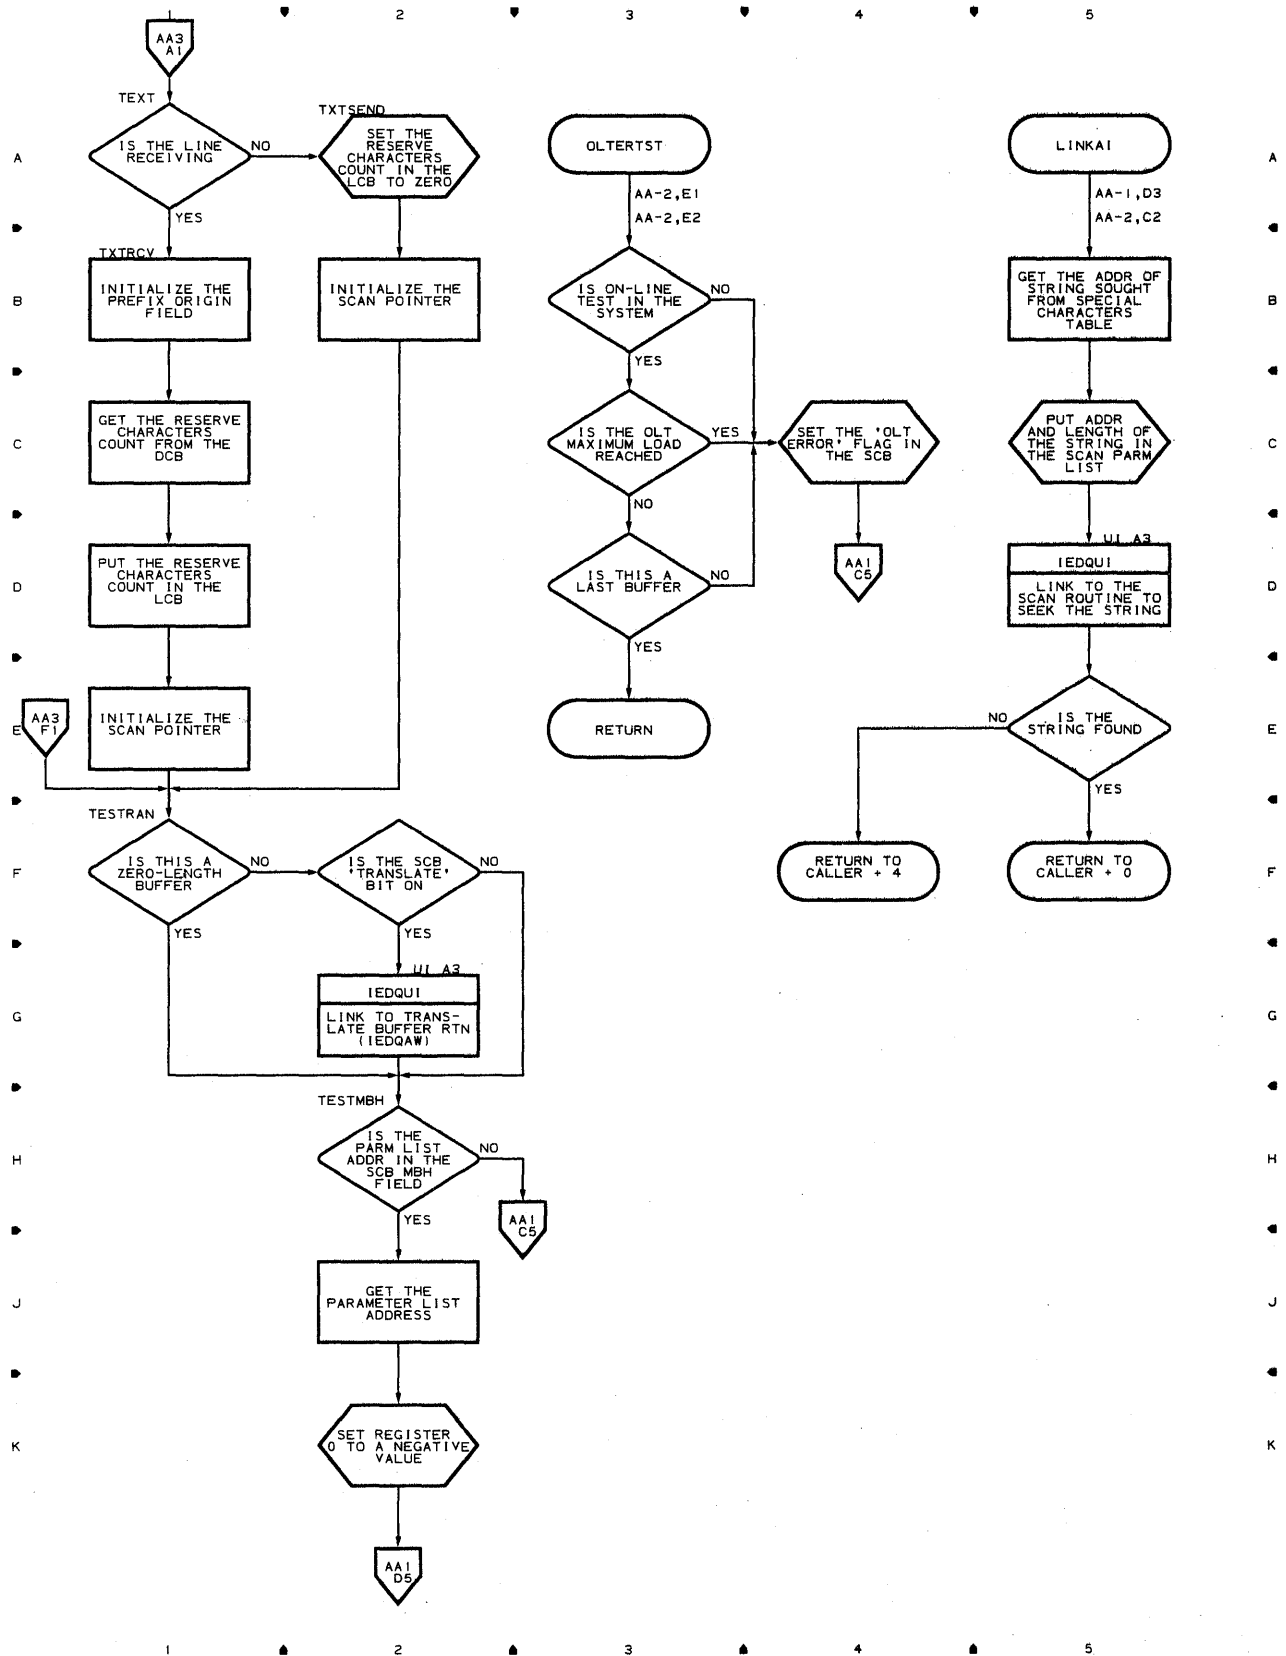 1 2 3 4 5
AA3
A1
TEXT
IS THE LINE
RECEIVING
NO
YES
TXTSEND
SET THE
RESERVE
CHARACTERS
COUNT IN THE
LCB TO ZERO
TXTRCV
INITIALIZE THE
PREFIX ORIGIN
FIELD
INITIALIZE THE
SCAN POINTER
GET THE RESERVE
CHARACTERS
COUNT FROM THE
DCB
PUT THE RESERVE
CHARACTERS
COUNT IN THE
LCB
AA3
F1
INITIALIZE THE
SCAN POINTER
TESTRAN
IS THIS A
ZERO-LENGTH
BUFFER
NO
YES
IS THE SCB
'TRANSLATE'
BIT ON
NO
YES
UI A3
IEDQUI
LINK TO TRANS-
LATE BUFFER RTN
(IEDQAW)
TESTMBH
IS THE
PARM LIST
ADDR IN THE
SCB MBH
FIELD
NO
YES
AA1
C5
GET THE
PARAMETER LIST
ADDRESS
SET REGISTER
0 TO A NEGATIVE
VALUE
AA1
D5
OLTERTST
AA-2,E1
AA-2,E2
IS ON-LINE
TEST IN THE
SYSTEM
NO
YES
IS THE OLT
MAXIMUM LOAD
REACHED
YES
NO
SET THE 'OLT
ERROR' FLAG IN
THE SCB
AA1
C5
IS THIS A
LAST BUFFER
NO
YES
RETURN
LINKAI
AA-1,D3
AA-2,C2
GET THE ADDR OF
STRING SOUGHT
FROM SPECIAL
CHARACTERS
TABLE
PUT ADDR
AND LENGTH OF
THE STRING IN
THE SCAN PARM
LIST
UI A3
IEDQUI
LINK TO THE
SCAN ROUTINE TO
SEEK THE STRING
IS THE
STRING FOUND
NO
YES
RETURN TO
CALLER + 4
RETURN TO
CALLER + 0
A A
B B
C C
D D
E E
F F
G G
H H
J J
K K
1 2 3 4 5